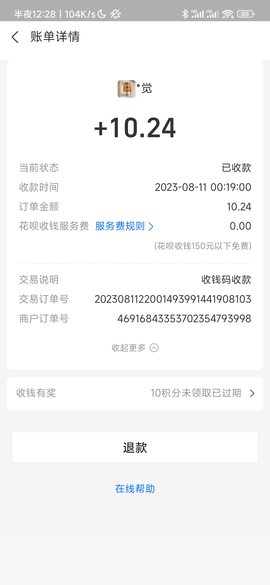 半夜12:28 | 104K/s
85
账单详情
*觉
+10.24
当前状态 已收款
收款时间 2023-08-11 00:19:00
订单金额 10.24
花呗收钱服务费 服务费规则 0.00
(花呗收钱150元以下免费)
交易说明 收钱码收款
交易订单号 2023081122001493991441908103
商户订单号 46916843353702354793998
收起更多
收钱有奖 10积分未领取已过期
退款
在线帮助